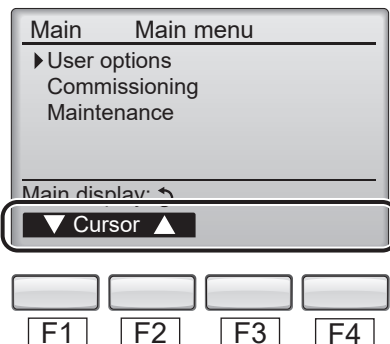 Main Main menu
▶User options
Commissioning
Maintenance
Main display: ↶
▼ Cursor ▲
F1 F2 F3 F4